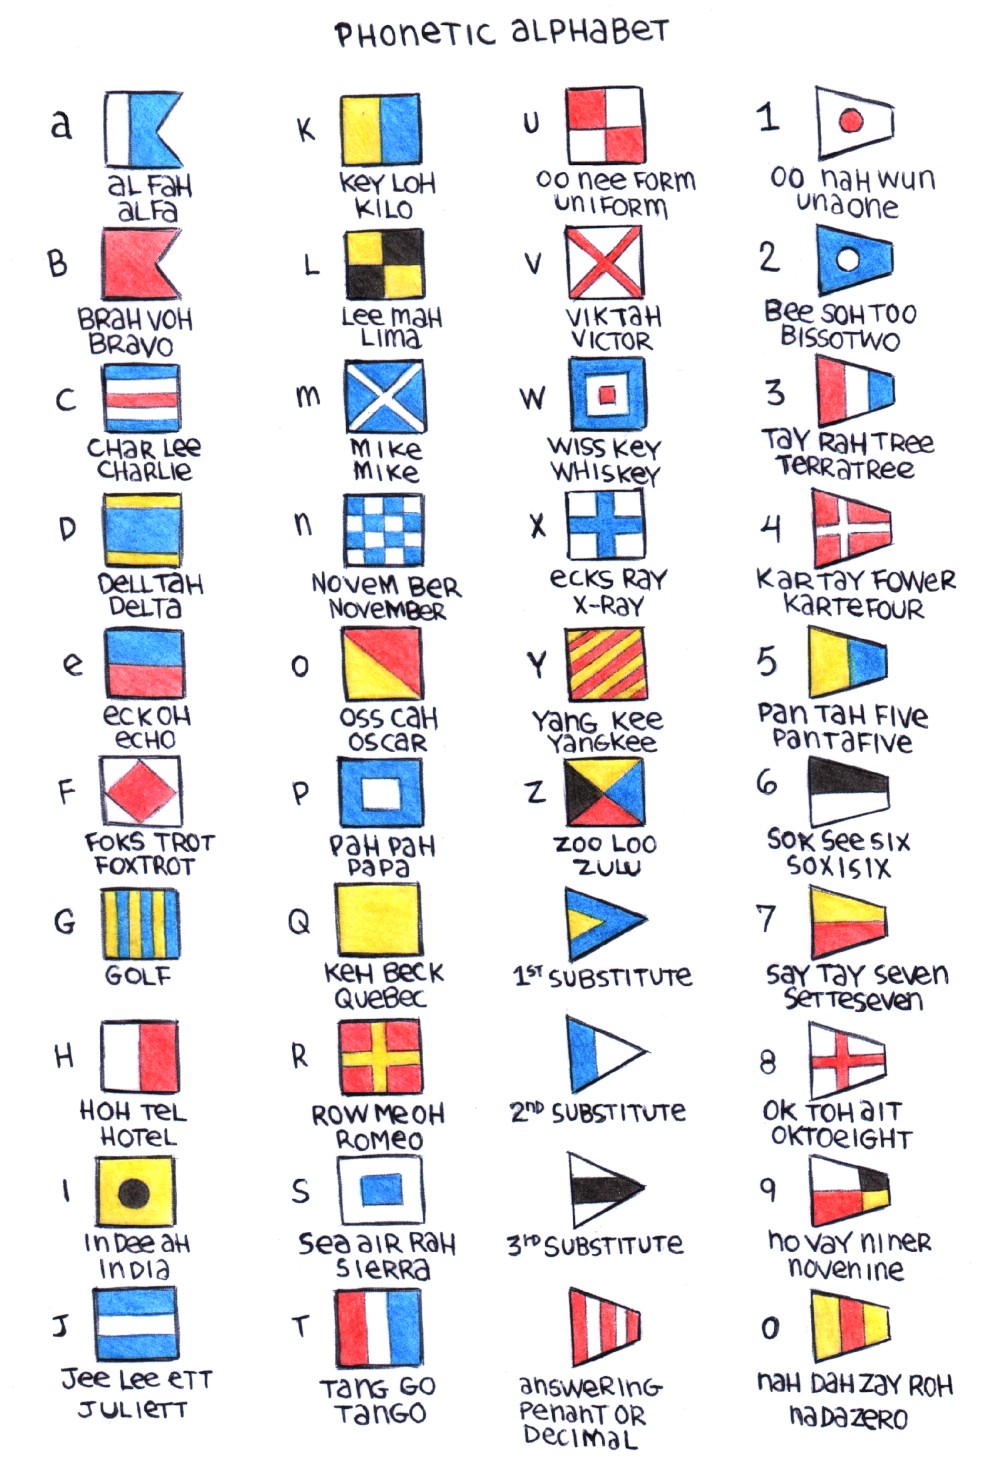 PHONETIC ALPHABET
A
AL FAH
ALFA
B
BRAH VOH
BRAVO
C
CHAR LEE
CHARLIE
D
DELL TAH
DELTA
E
ECK OH
ECHO
F
FOKS TROT
FOXTROT
G
GOLF
H
HOH TEL
HOTEL
I
IN DEE AH
INDIA
J
JEE LEE ETT
JULIETT
K
KEY LOH
KILO
L
LEE MAH
LIMA
M
MIKE
MIKE
N
NOVEM BER
NOVEMBER
O
OSS CAH
OSCAR
P
PAH PAH
PAPA
Q
KEH BECK
QUEBEC
R
ROW ME OH
ROMEO
S
SEA AIR RAH
SIERRA
T
TANG GO
TANGO
U
OO NEE FORM
UNIFORM
V
VIK TAH
VICTOR
W
WISS KEY
WHISKEY
X
ECKS RAY
X-RAY
Y
YANG KEE
YANGKEE
Z
ZOO LOO
ZULU
1ST SUBSTITUTE
2ND SUBSTITUTE
3RD SUBSTITUTE
ANSWERING
PENANT OR
DECIMAL
1
OO NAH WUN
UNAONE
2
BEE SOH TOO
BISSOTWO
3
TAY RAH TREE
TERRATREE
4
KAR TAY FOWER
KARTEFOUR
5
PAN TAH FIVE
PANTAFIVE
6
SOK SEE SIX
SOXISIX
7
SAY TAY SEVEN
SETTESEVEN
8
OK TOH AIT
OKTOEIGHT
9
NO VAY NINER
NOVENINE
0
NAH DAH ZAY ROH
NADAZERO